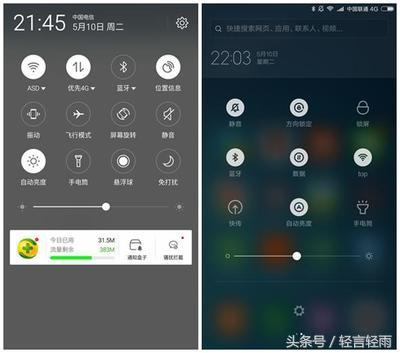 21:45
中国电信
5月10日 周二
ASD
优先4G
蓝牙
位置信息
振动
飞行模式
屏幕旋转
静音
自动亮度
手电筒
悬浮球
免打扰
今日已用 31.5M
流量剩余 383M
通知盒子
骚扰拦截
中国联通 4G
快捷搜索网页、应用、联系人、视频...
22:03
5月10日
星期二
静音
方向锁定
锁屏
蓝牙
数据
top
快传
自动亮度
手电筒
头条号 / 轻言轻雨